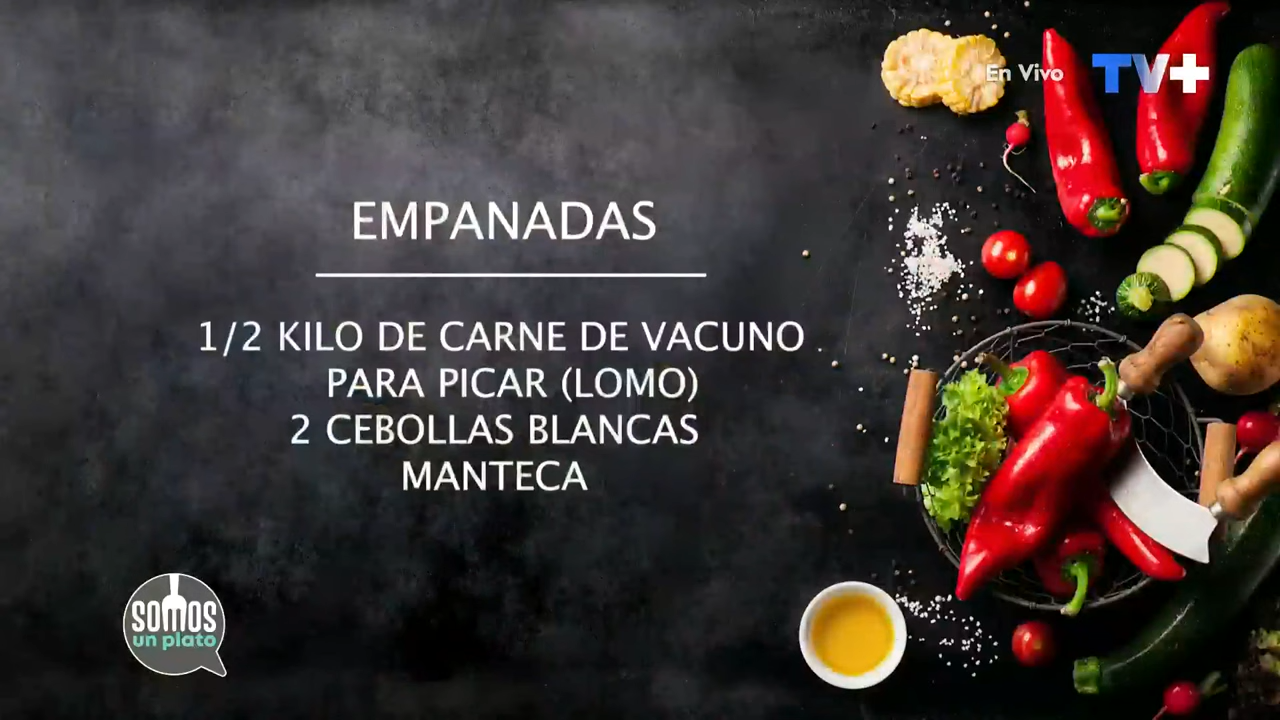 En Vivo TV+
EMPANADAS
1/2 KILO DE CARNE DE VACUNO
PARA PICAR (LOMO)
2 CEBOLLAS BLANCAS
MANTECA
SOMOS
un plato